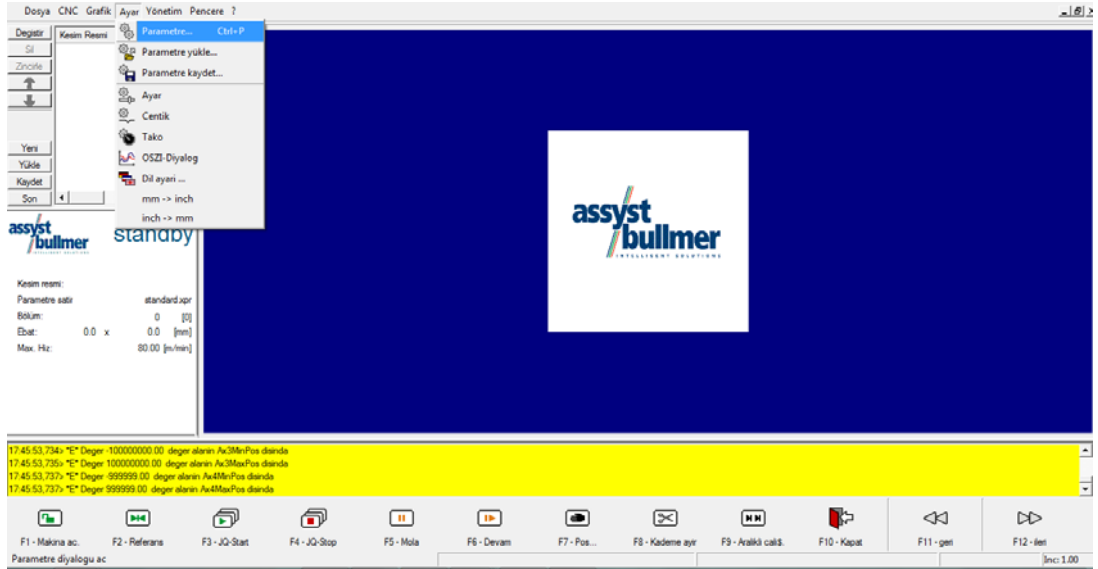 Dosya CNC Grafik Ayar Yönetim Pencere ?
Degistir
Kesim Resmi
Sil
Zincirle
Yeni
Yükle
Kaydet
Son
Parametre... Ctrl+P
Parametre yükle...
Parametre kaydet...
Ayar
Centik
Tako
OSZI-Diyalog
Dil ayari ...
mm -> inch
inch -> mm
assyst
bullmer
INTELLIGENT SOLUTIONS
standby
Kesim resmi:
Parametre satir standard.xpr
Bölüm: 0 [0]
Ebat: 0.0 x 0.0 [mm]
Max. Hiz: 80.00 [m/min]
assyst
bullmer
INTELLIGENT SOLUTIONS
17:45:53,734> *E* Deger -100000000.00 deger alanin Ax3MinPos disinda
17:45:53,735> *E* Deger 100000000.00 deger alanin Ax3MaxPos disinda
17:45:53,737> *E* Deger -999999.00 deger alanin Ax4MinPos disinda
17:45:53,737> *E* Deger 999999.00 deger alanin Ax4MaxPos disinda
F1 - Makina ac. F2 - Referans F3 - JQ-Start F4 - JQ-Stop F5 - Mola F6 - Devam F7 - Pos... F8 - Kademe ayir F9 - Aralikli calis. F10 - Kapat F11 - geri F12 - ileri
Parametre diyalogu ac Inc: 1.00